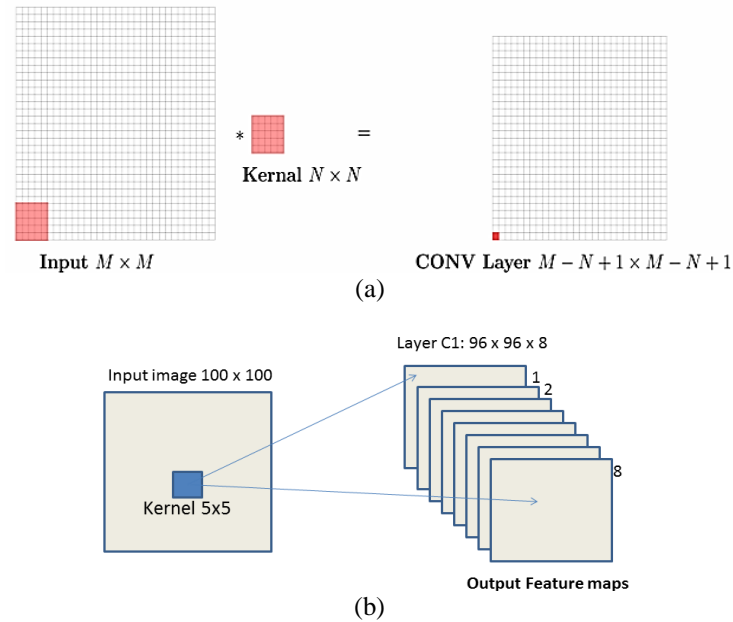 * =
Kernal N × N
Input M × M
CONV Layer M − N + 1 × M − N + 1
(a)
Layer C1: 96 x 96 x 8
Input image 100 x 100
1
2
8
Kernel 5x5
Output Feature maps
(b)